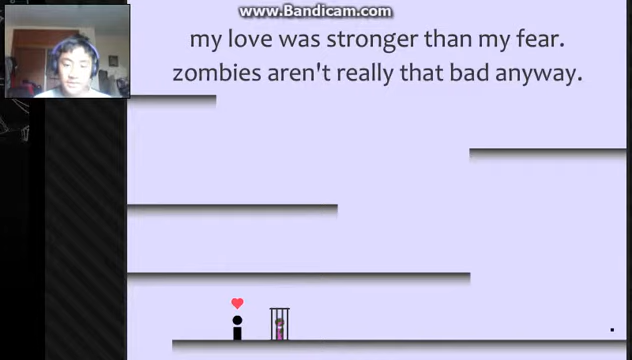 www.Bandicam.com
my love was stronger than my fear.
zombies aren't really that bad anyway.